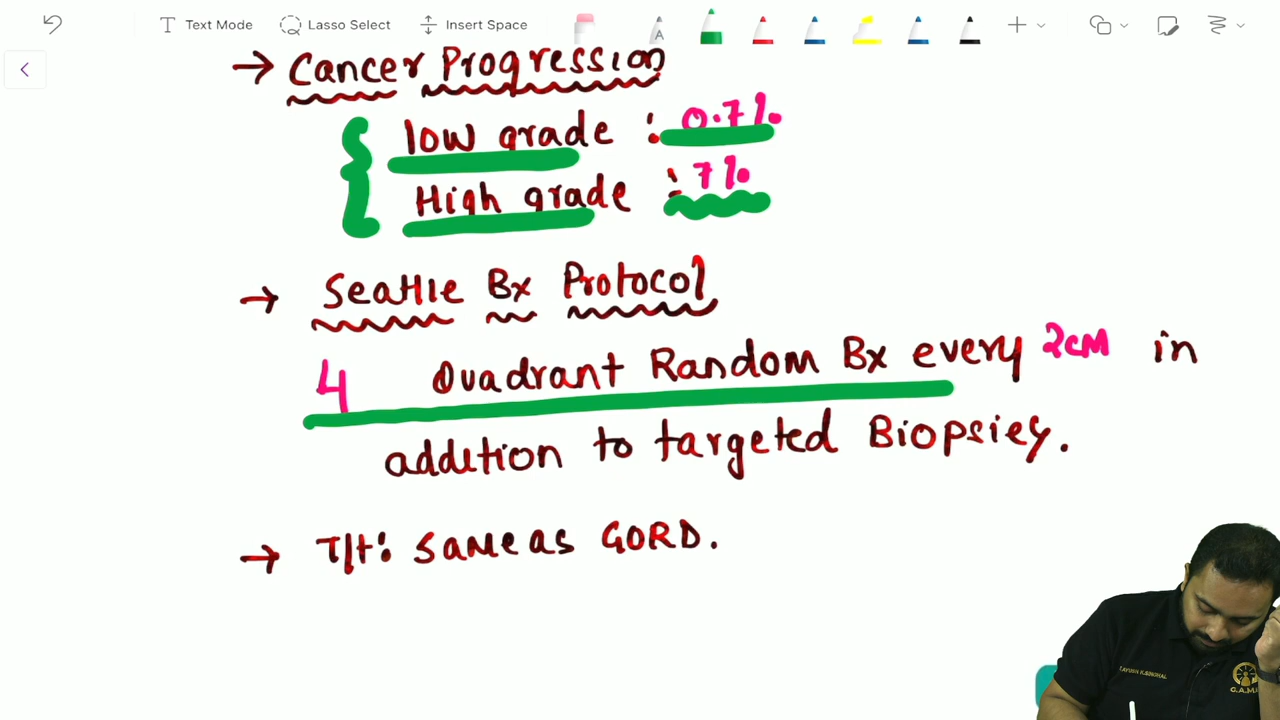 Text Mode Lasso Select Insert Space
→ Cancer Progression
low grade : 0.7%
High grade : 7%
→ Seattle Bx Protocol
4 Quadrant Random Bx every 2cM in
addition to targeted Biopsies.
→ T/t: SaMe as GORD.
G.A.M.